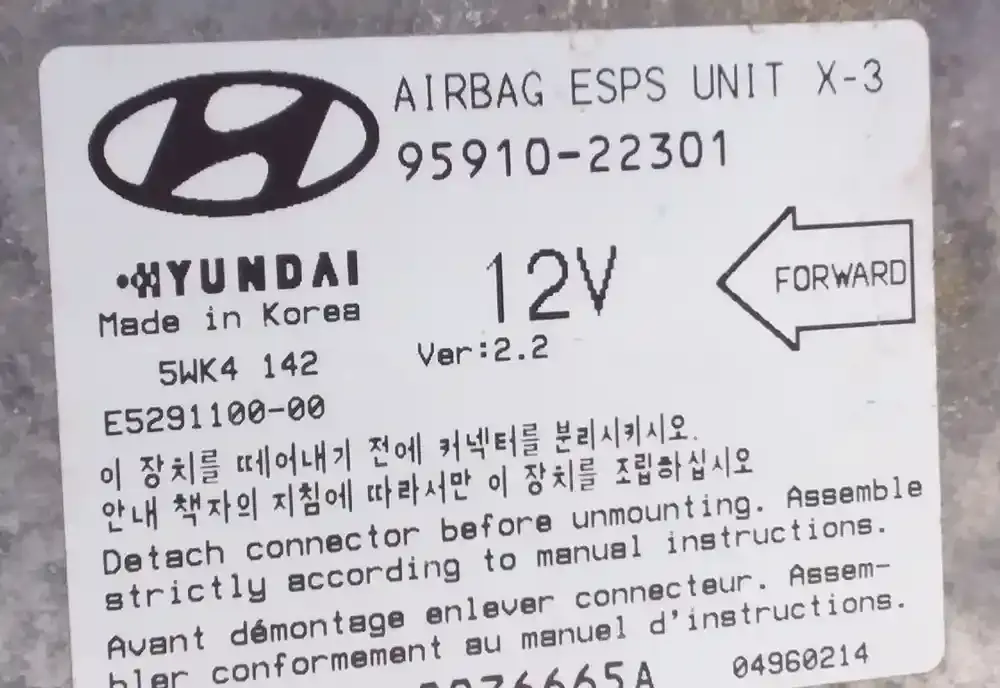 AIRBAG ESPS UNIT X-3
95910-22301
HYUNDAI
12V
FORWARD
Made in Korea
Ver:2.2
5WK4 142
E5291100-00
이 장치를 떼어내기 전에 커넥터를 분리시키시오.
안내 책자의 지침에 따라서만 이 장치를 조립하십시오
Detach connector before unmounting. Assemble
strictly according to manual instructions.
Avant démontage enlever connecteur. Assem-
bler conformement au manuel d'instructions.
04960214